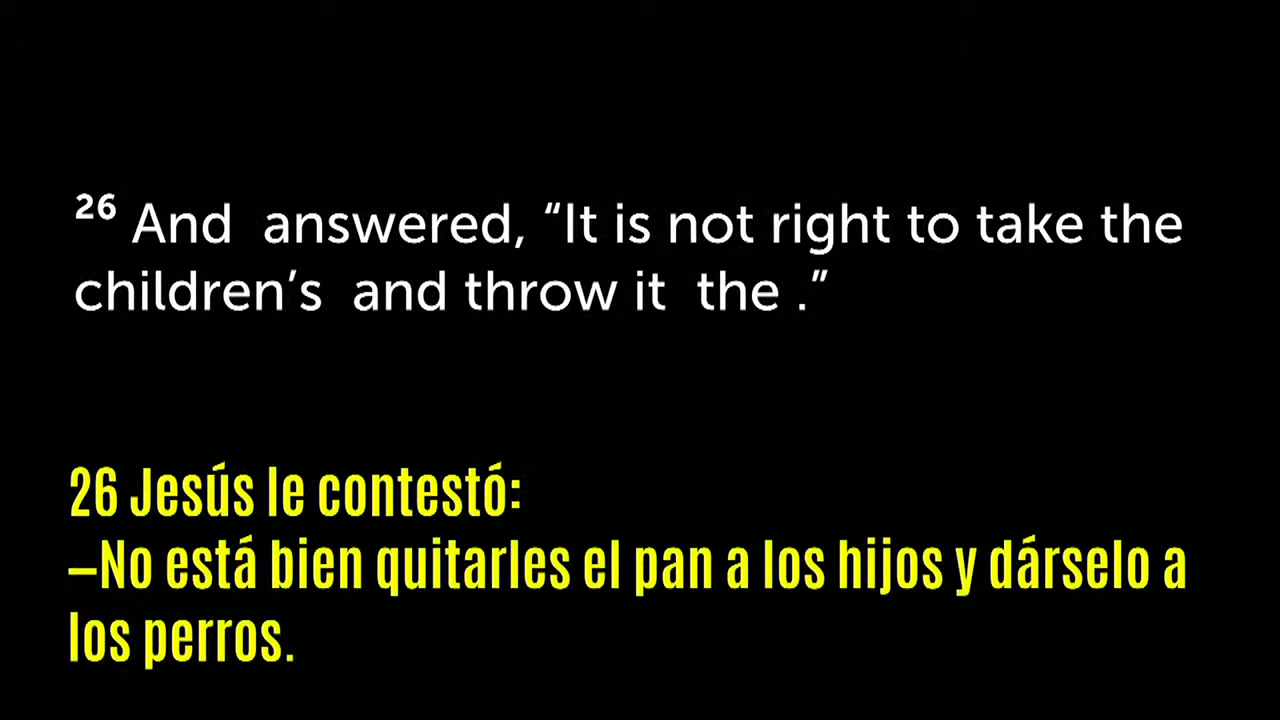 26 And answered, “It is not right to take the
children’s and throw it the .”
26 Jesús le contestó:
—No está bien quitarles el pan a los hijos y dárselo a
los perros.